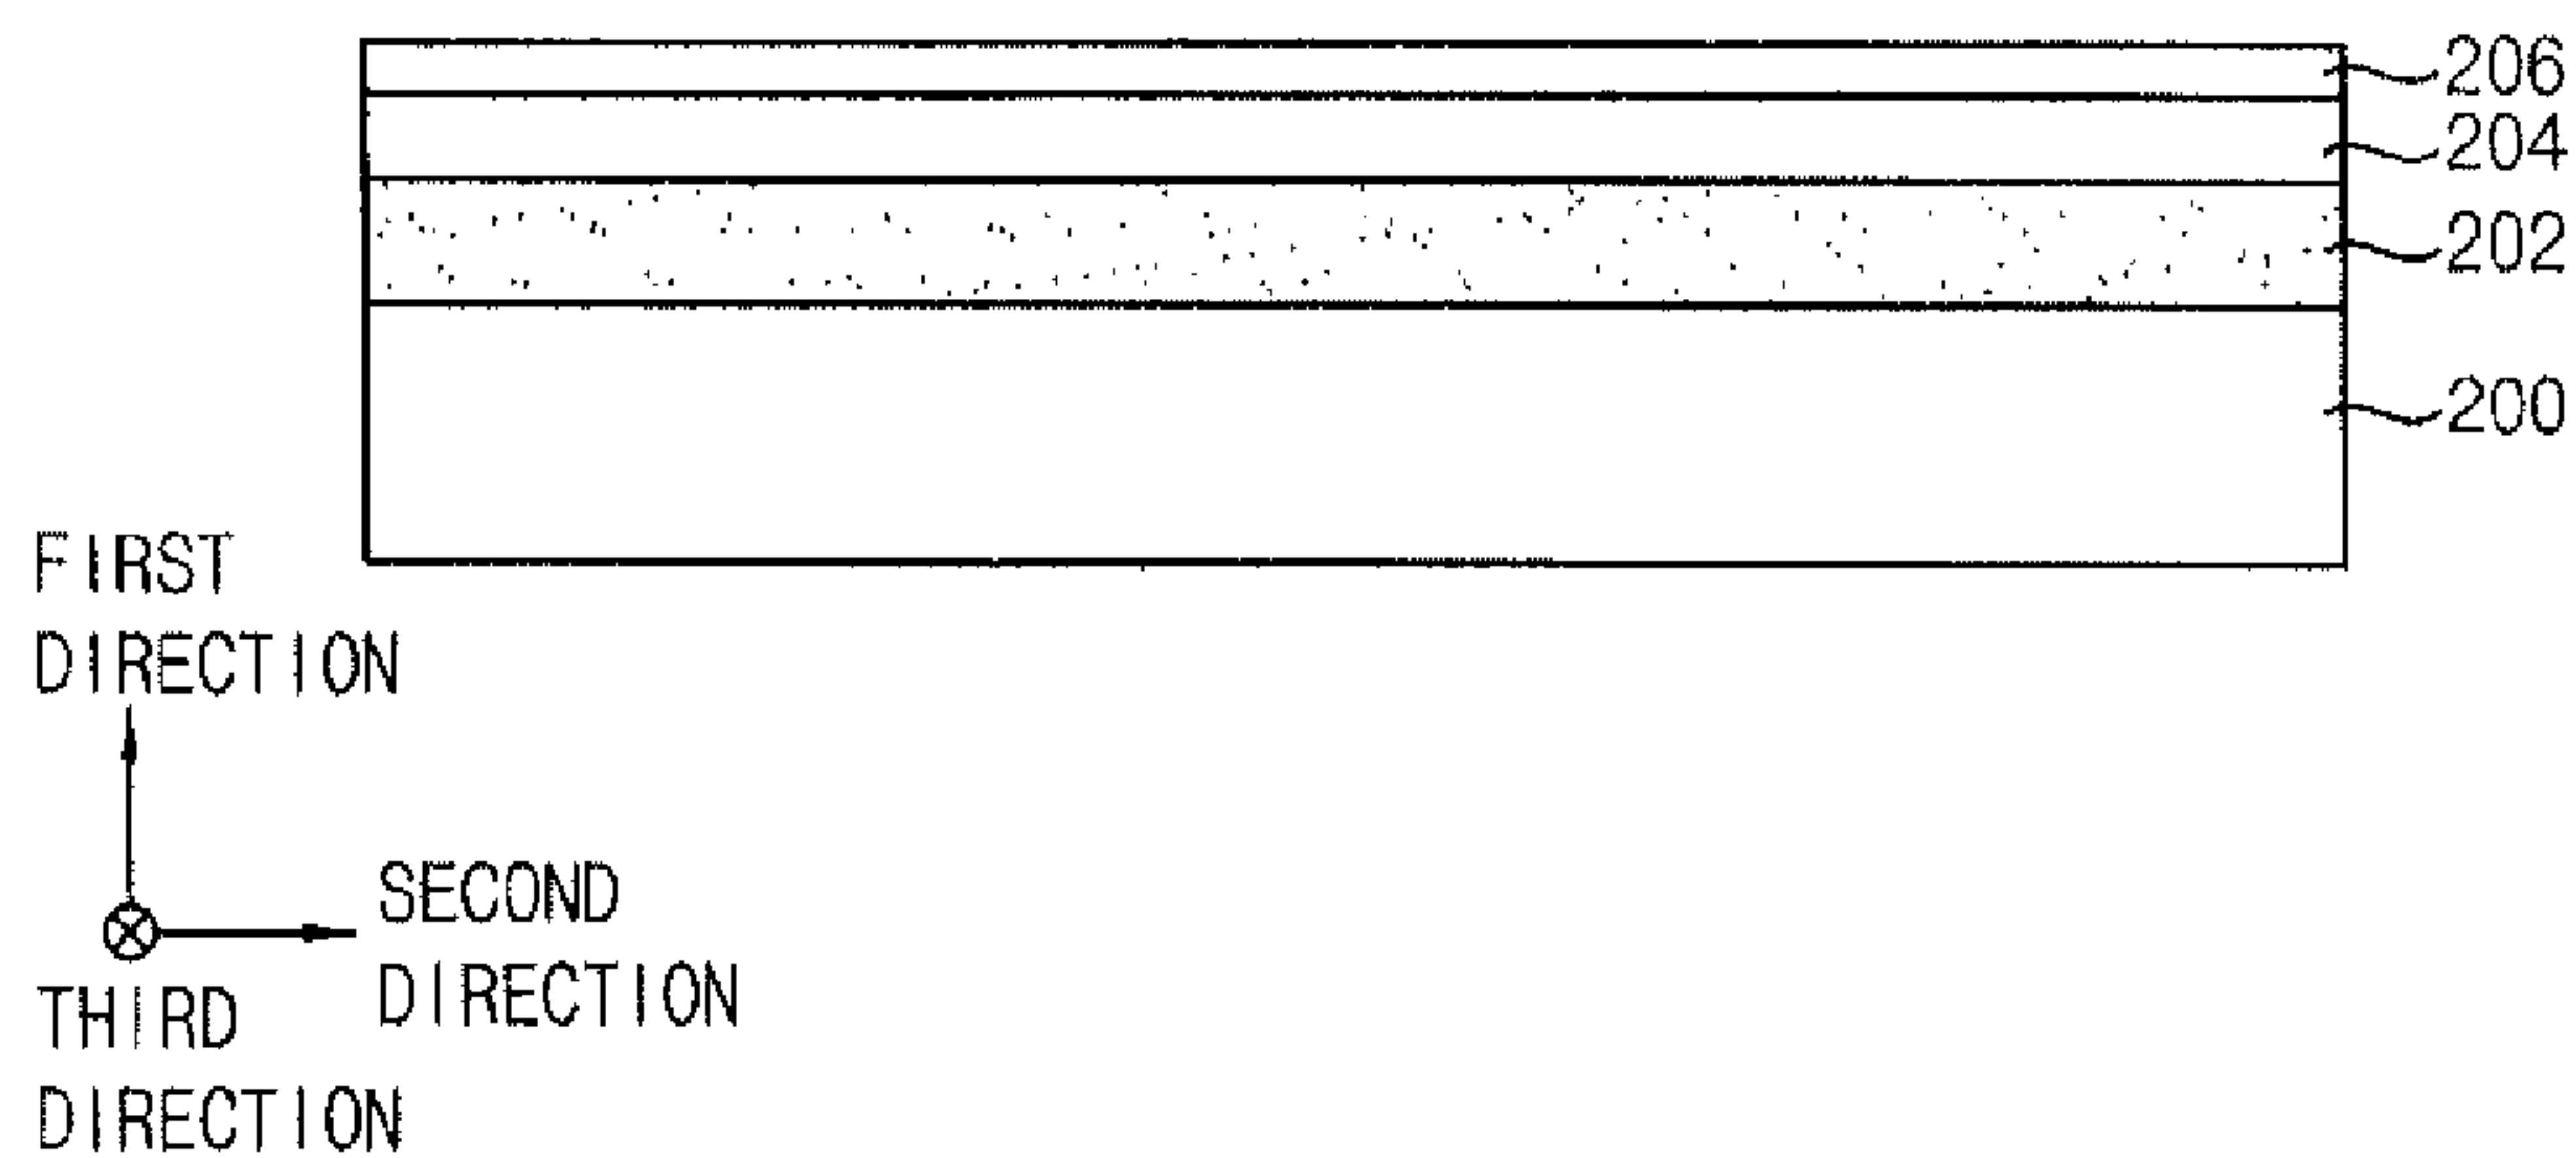 206
204
202
200
FIRST
DIRECTION
SECOND
DIRECTION
THIRD
DIRECTION